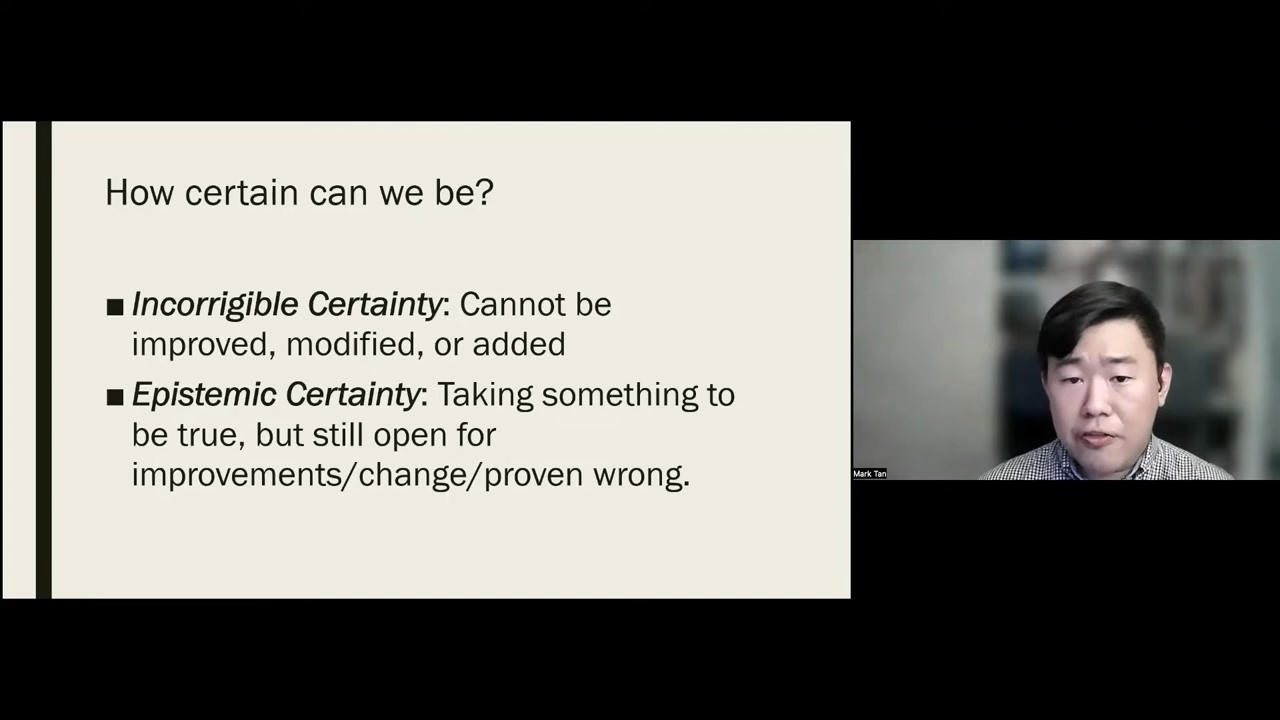 How certain can we be?
■ Incorrigible Certainty: Cannot be
improved, modified, or added
■ Epistemic Certainty: Taking something to
be true, but still open for
improvements/change/proven wrong.
Mark Tan